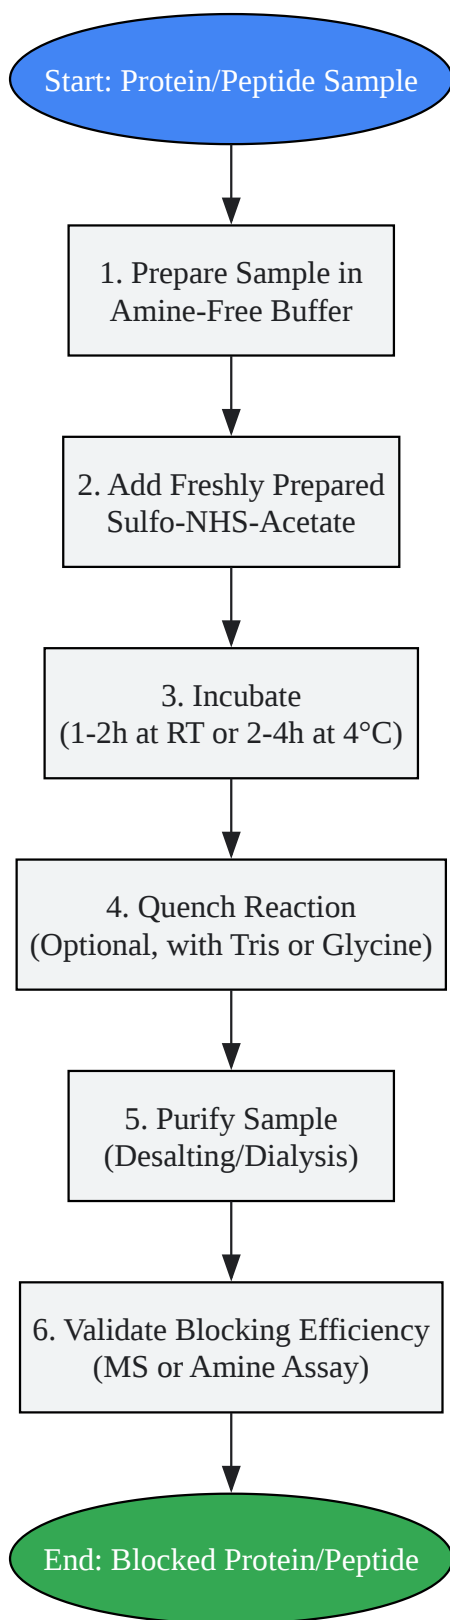 Start: Protein/Peptide Sample
1. Prepare Sample in
Amine-Free Buffer
2. Add Freshly Prepared
Sulfo-NHS-Acetate
3. Incubate
(1-2h at RT or 2-4h at 4°C)
4. Quench Reaction
(Optional, with Tris or Glycine)
5. Purify Sample
(Desalting/Dialysis)
6. Validate Blocking Efficiency
(MS or Amine Assay)
End: Blocked Protein/Peptide